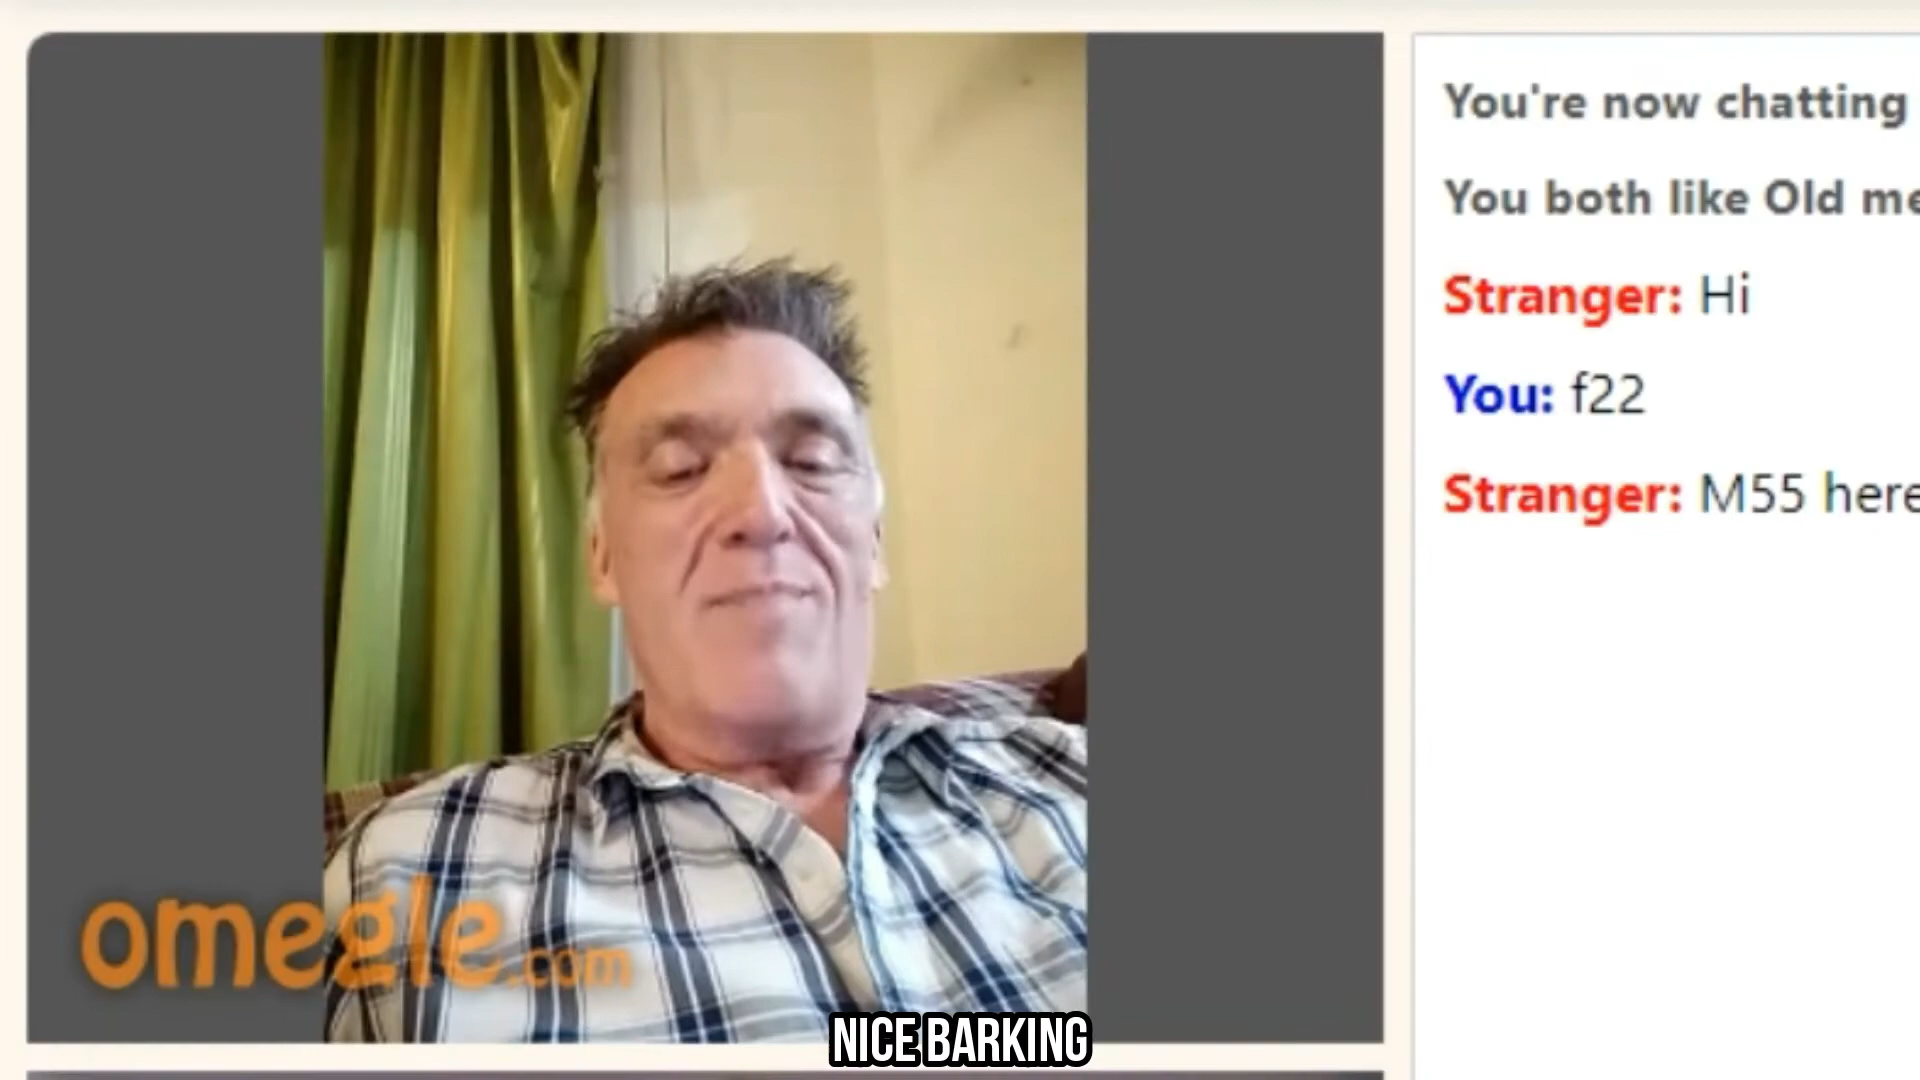 You're now chatting
You both like Old me
Stranger: Hi
You: f22
Stranger: M55 here
omegle.com
NICE BARKING